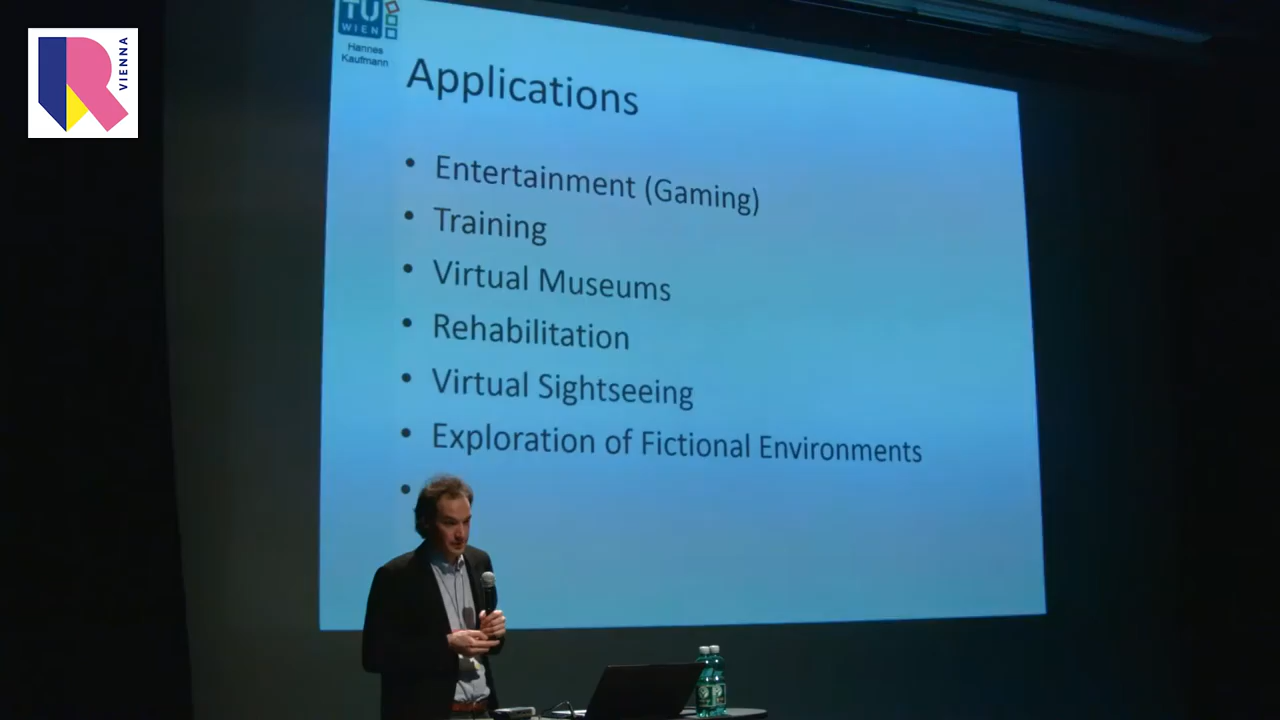 VIENNA
TU
WIEN
Hannes
Kaufmann
Applications
• Entertainment (Gaming)
• Training
• Virtual Museums
• Rehabilitation
• Virtual Sightseeing
• Exploration of Fictional Environments
•